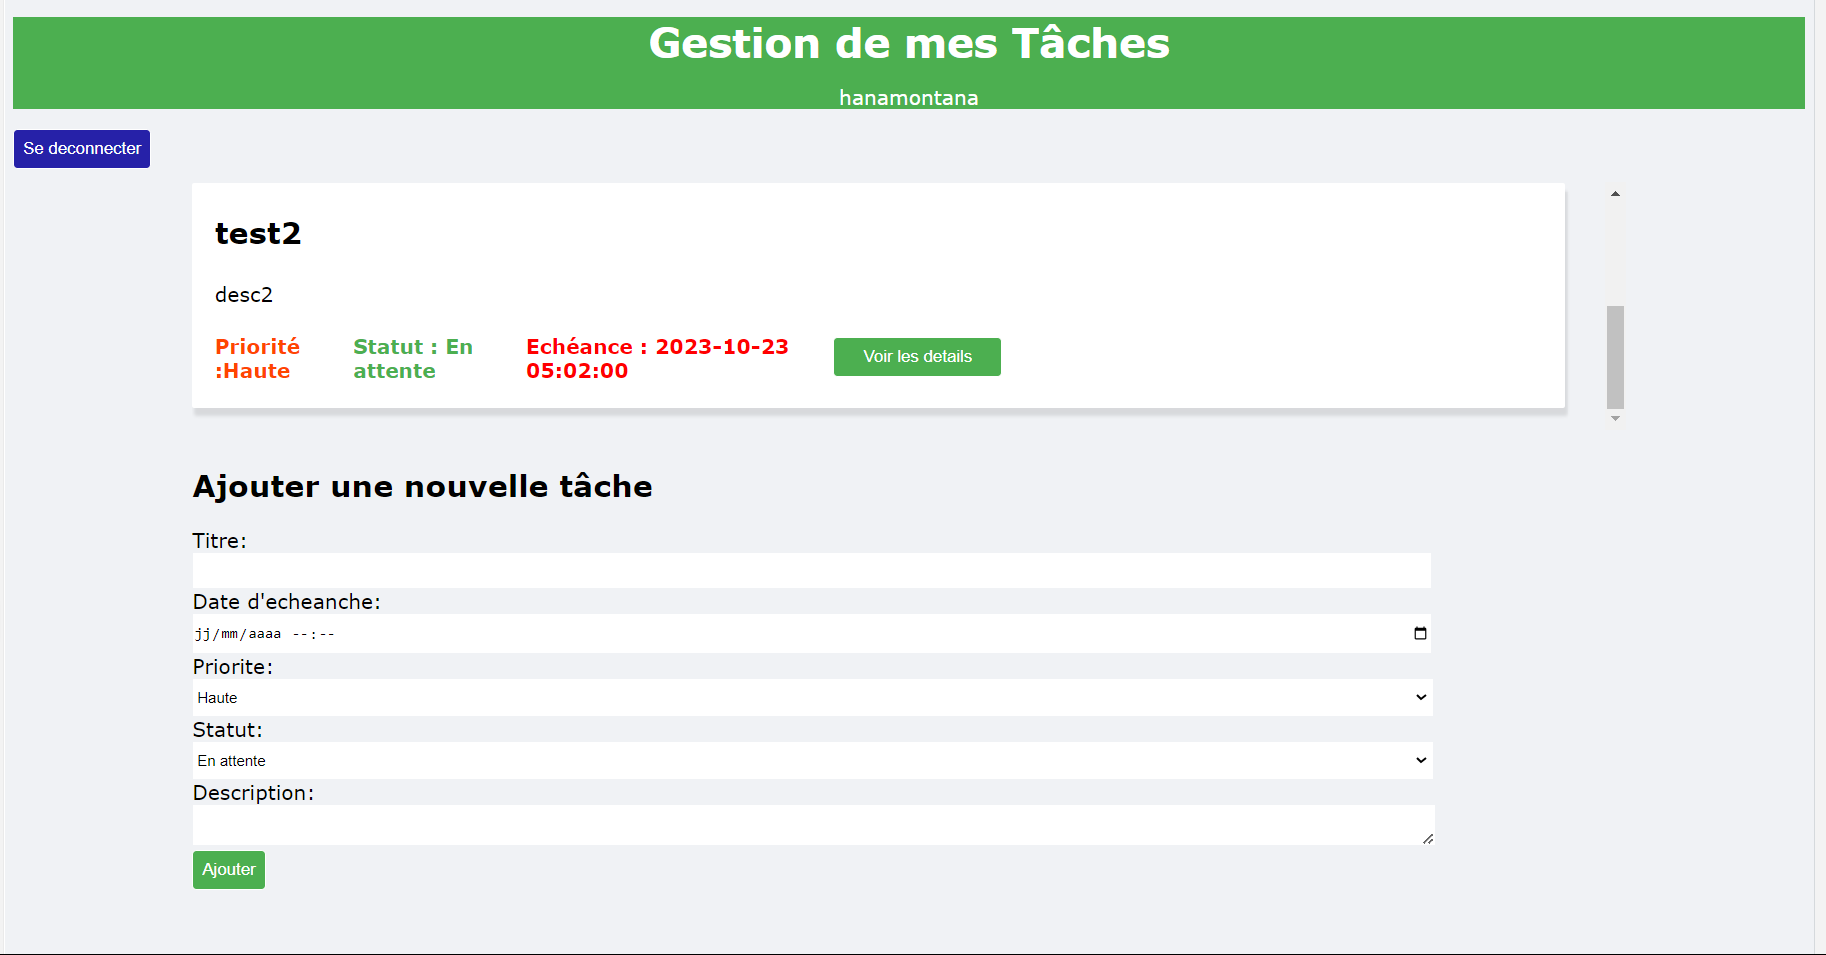 Gestion de mes Tâches
hanamontana
Se deconnecter
test2
desc2
Priorité
:Haute
Statut : En
attente
Echéance : 2023-10-23
05:02:00
Voir les details
Ajouter une nouvelle tâche
Titre:
Date d'echeanche:
jj/mm/aaaa --:--
Priorite:
Haute
Statut:
En attente
Description:
Ajouter